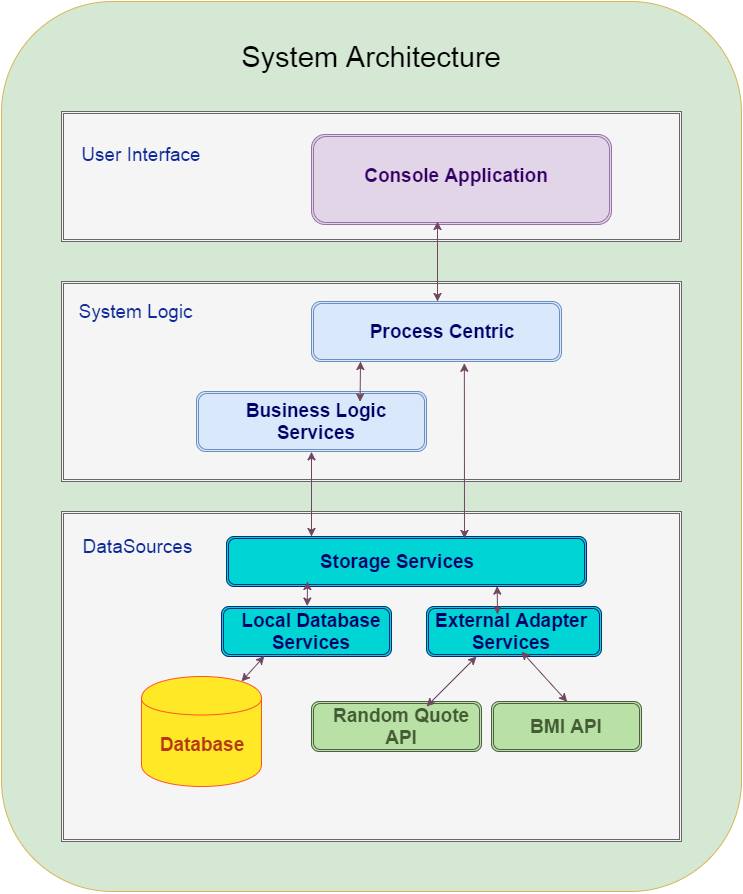 System Architecture
User Interface
Console Application
System Logic
Process Centric
Business Logic
Services
DataSources
Storage Services
Local Database
Services
External Adapter
Services
Database
Random Quote
API
BMI API